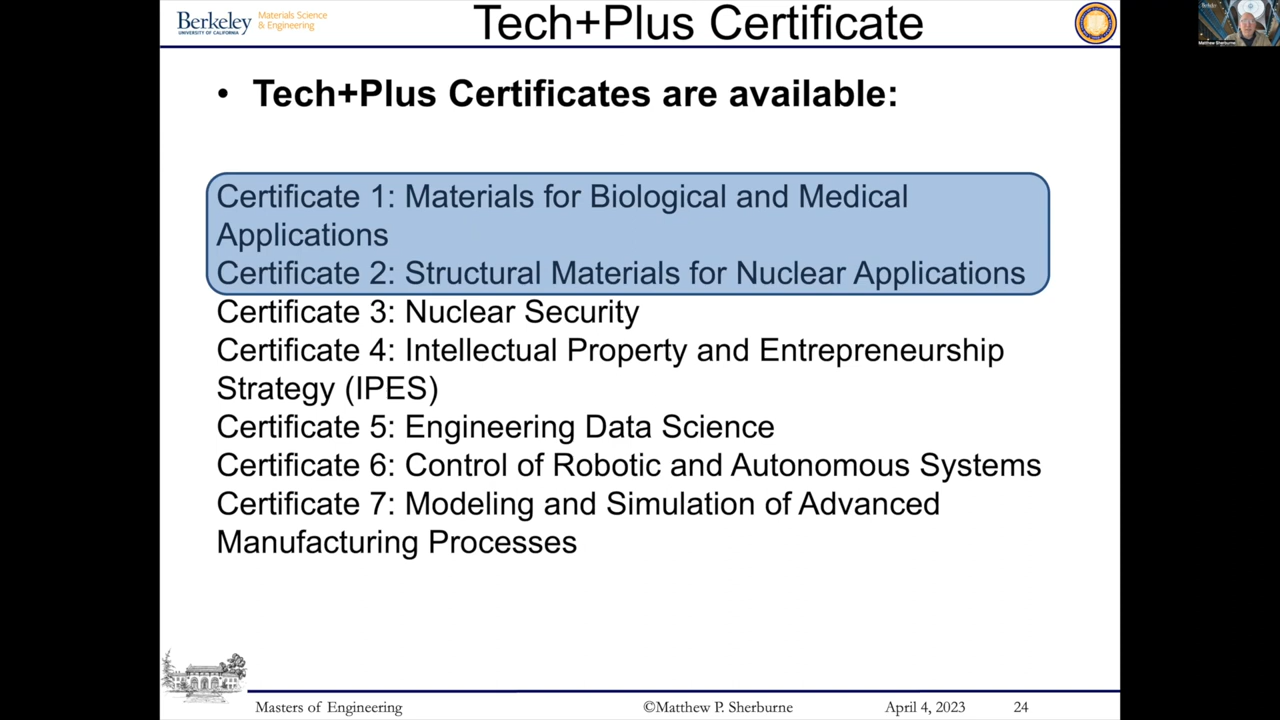 Berkeley
UNIVERSITY OF CALIFORNIA
Materials Science
& Engineering
Tech+Plus Certificate
• Tech+Plus Certificates are available:
Certificate 1: Materials for Biological and Medical
Applications
Certificate 2: Structural Materials for Nuclear Applications
Certificate 3: Nuclear Security
Certificate 4: Intellectual Property and Entrepreneurship
Strategy (IPES)
Certificate 5: Engineering Data Science
Certificate 6: Control of Robotic and Autonomous Systems
Certificate 7: Modeling and Simulation of Advanced
Manufacturing Processes
Masters of Engineering
©Matthew P. Sherburne
April 4, 2023
24
Matthew Sherburne